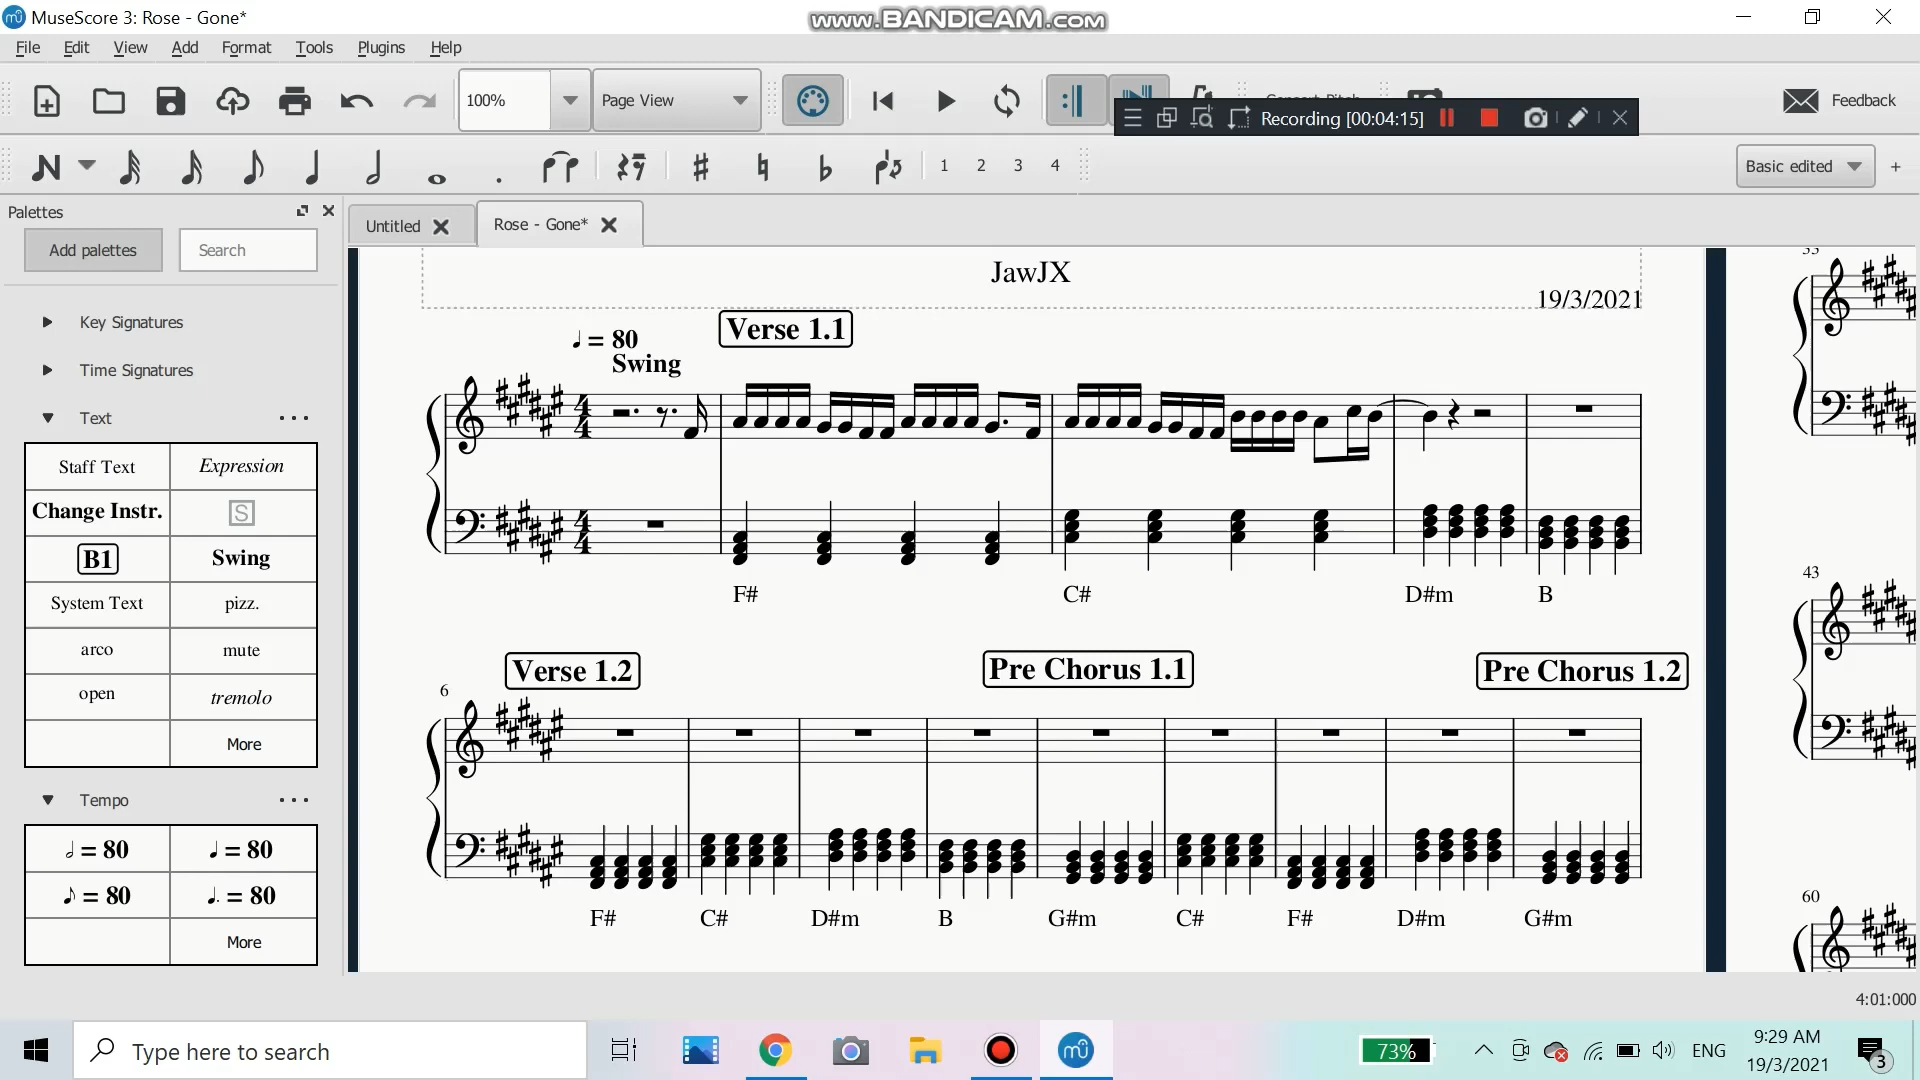 MuseScore 3: Rose - Gone*
www.BANDICAM.com
File Edit View Add Format Tools Plugins Help
100%
Page View
Feedback
Recording [00:04:15]
1 2 3 4
Basic edited
+
Palettes
Add palettes
Search
Untitled
Rose - Gone*
Key Signatures
Time Signatures
Text
Staff Text
Expression
Change Instr.
S
B1
Swing
System Text
pizz.
arco
mute
open
tremolo
More
Tempo
= 80
= 80
= 80
= 80
More
JawJX
19/3/2021
= 80
Swing
Verse 1.1
4
4
4
4
F# C# D#m B
Verse 1.2 Pre Chorus 1.1 Pre Chorus 1.2
6
F# C# D#m B G#m C# F# D#m G#m
43
60
4:01:000
Type here to search
73%
ENG
9:29 AM
19/3/2021
3